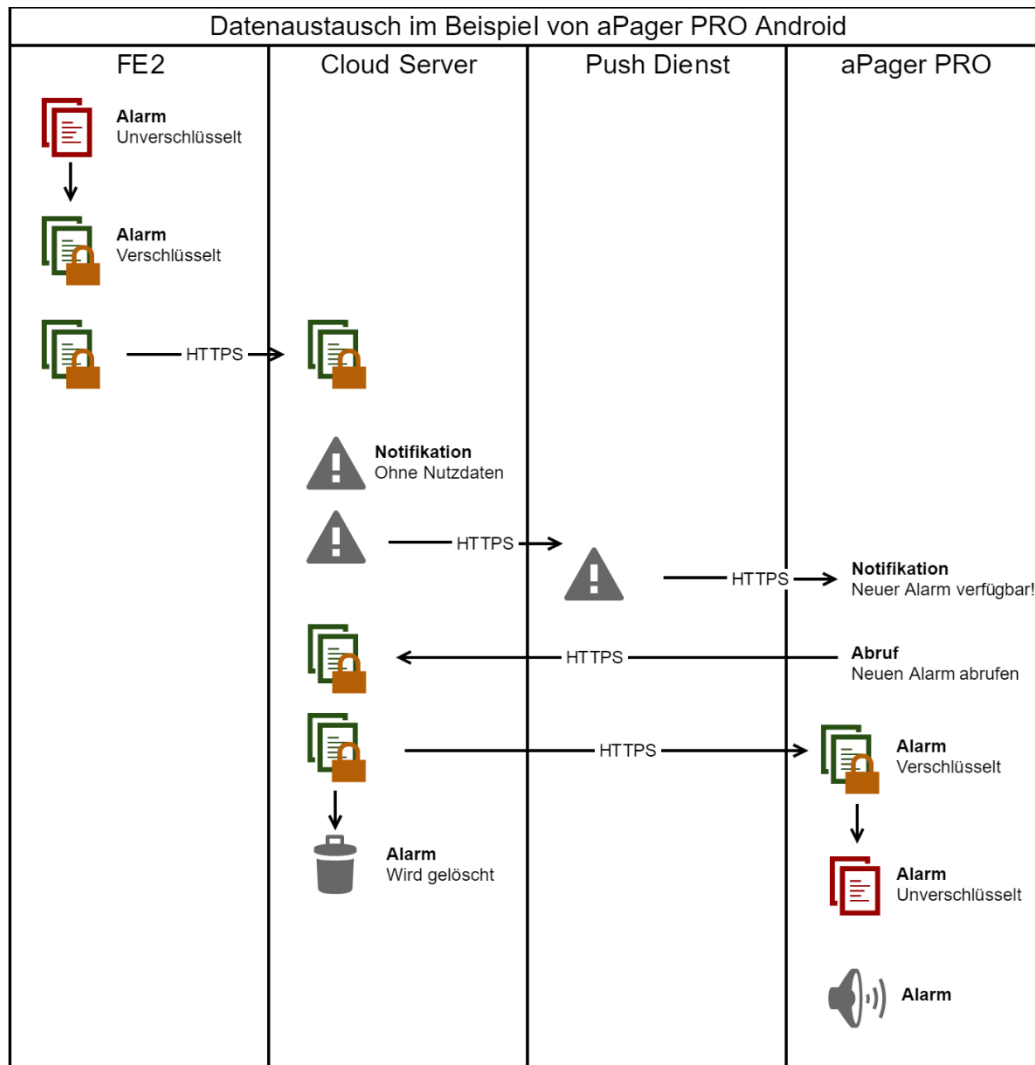 Datenaustausch im Beispiel von aPager PRO Android
FE2
Cloud Server
Push Dienst
aPager PRO
Alarm
Unverschlüsselt
Alarm
Verschlüsselt
HTTPS
Notifikation
Ohne Nutzdaten
HTTPS
HTTPS
Notifikation
Neuer Alarm verfügbar!
HTTPS
Abruf
Neuen Alarm abrufen
HTTPS
Alarm
Verschlüsselt
Alarm
Wird gelöscht
Alarm
Unverschlüsselt
Alarm